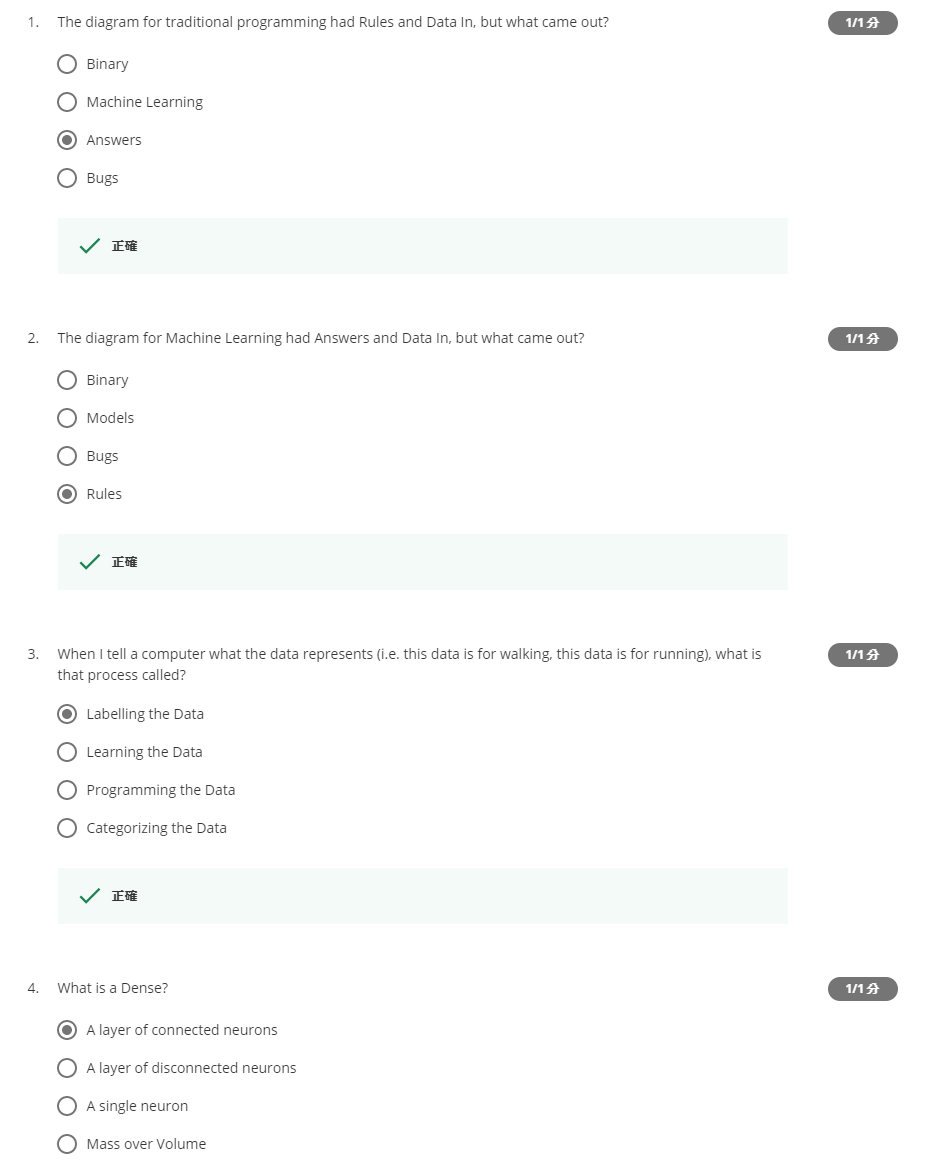 1. The diagram for traditional programming had Rules and Data In, but what came out?
1/1 分
Binary
Machine Learning
Answers
Bugs
正確
2. The diagram for Machine Learning had Answers and Data In, but what came out?
1/1 分
Binary
Models
Bugs
Rules
正確
3. When I tell a computer what the data represents (i.e. this data is for walking, this data is for running), what is
that process called?
1/1 分
Labelling the Data
Learning the Data
Programming the Data
Categorizing the Data
正確
4. What is a Dense?
1/1 分
A layer of connected neurons
A layer of disconnected neurons
A single neuron
Mass over Volume